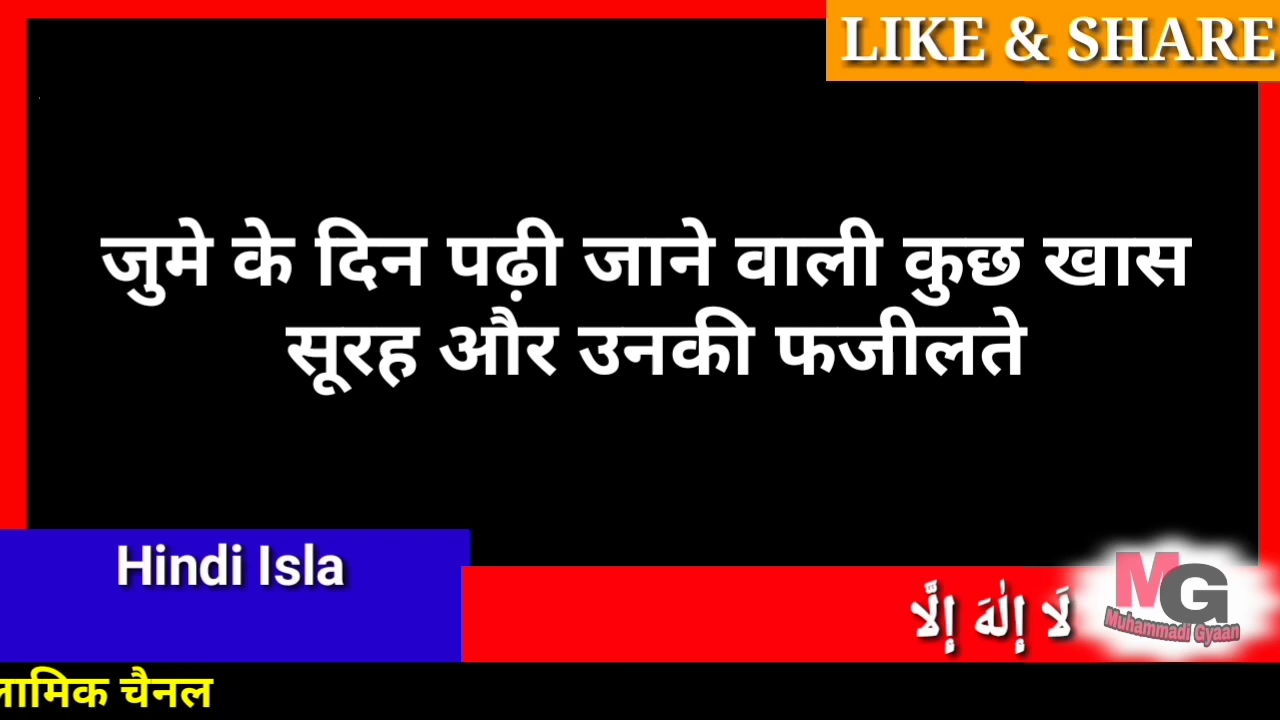 LIKE & SHARE
जुमे के दिन पढ़ी जाने वाली कुछ खास
सूरह और उनकी फजीलते
Hindi Isla
لَا إِلٰهَ إِلَّا
MG
Muhammadi Gyaan
लामिक चैनल